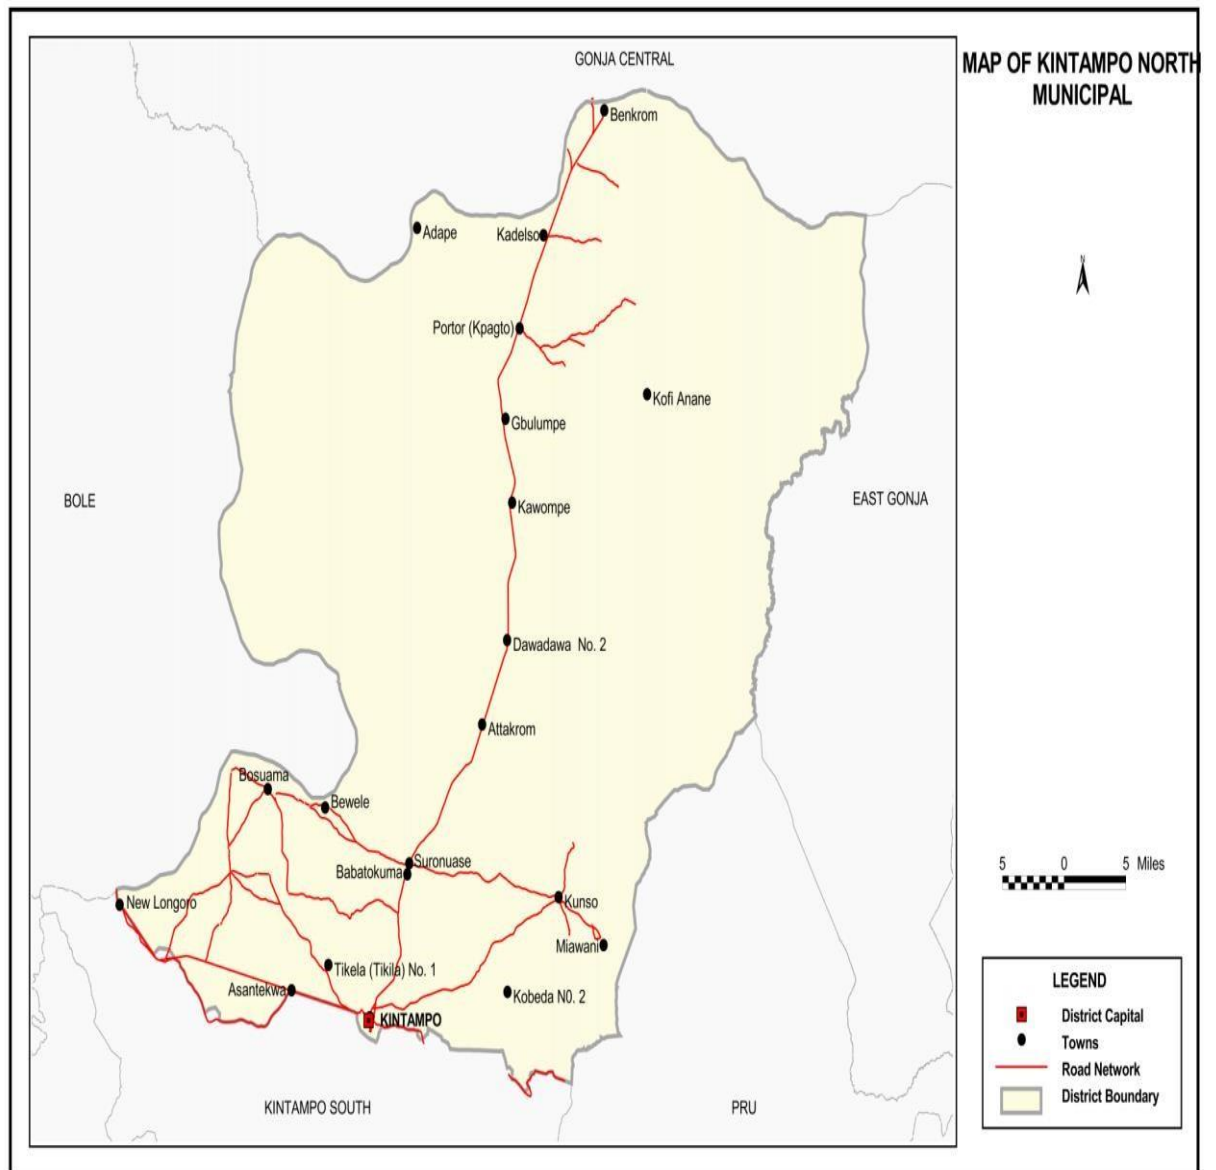 GONJA CENTRAL
MAP OF KINTAMPO NORTH
MUNICIPAL
Benkrom
Adape
Kadelso
N
Portor (Kpagto)
Kofi Anane
Gbulumpe
BOLE
Kawompe
EAST GONJA
Dawadawa No. 2
Attakrom
Bosuama
Bewele
Suronuase
Babatokuma
5 0 5 Miles
New Longoro
Kunso
Miawani
Tikela (Tikila) No. 1
Asantekwa
Kobeda N0. 2
KINTAMPO
KINTAMPO SOUTH
PRU
LEGEND
District Capital
Towns
Road Network
District Boundary